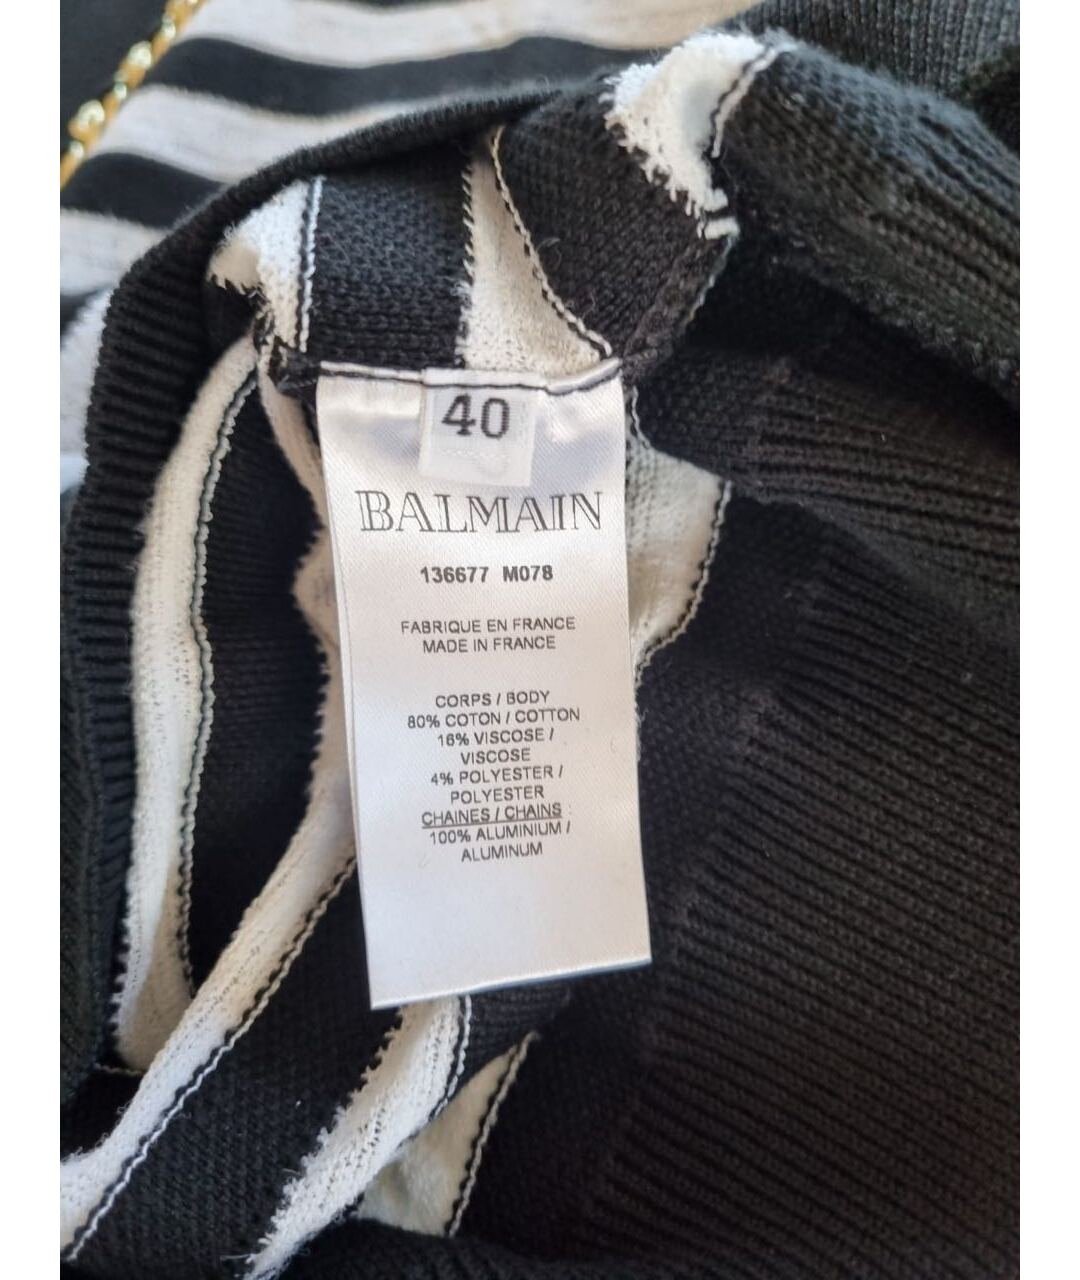 40
BALMAIN
136677 M078
FABRIQUE EN FRANCE
MADE IN FRANCE
CORPS / BODY
80% COTON / COTTON
16% VISCOSE /
VISCOSE
4% POLYESTER /
POLYESTER
CHAINES / CHAINS
100% ALUMINIUM /
ALUMINUM